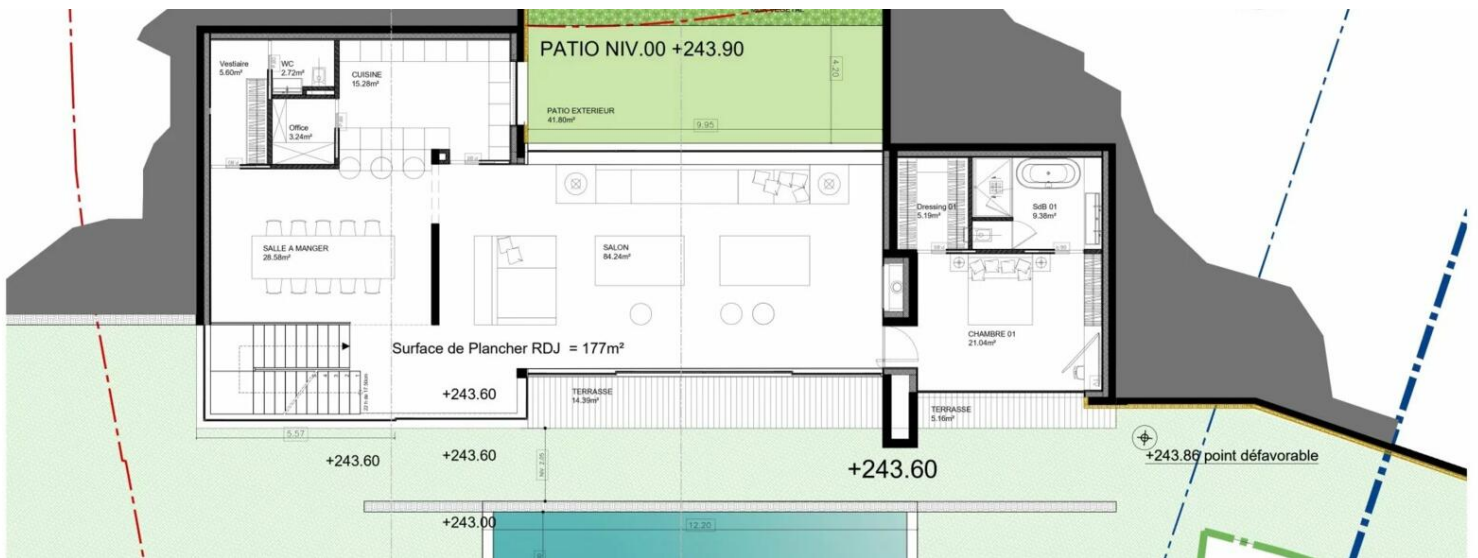 PATIO NIV.00 +243.90
4.20
Vestiaire
5.60m²
WC
2.72m²
CUISINE
15.28m²
Office
3.24m²
PATIO EXTERIEUR
41.80m²
9.95
Dressing 01
5.19m²
SdB 01
9.38m²
SALLE A MANGER
28.58m²
SALON
84.24m²
CHAMBRE 01
21.04m²
Surface de Plancher RDJ = 177m²
+243.60
TERRASSE
14.39m²
TERRASSE
5.16m²
5.57
+243.60
+243.60
+243.60
+243.86 point défavorable
+243.00
12.20